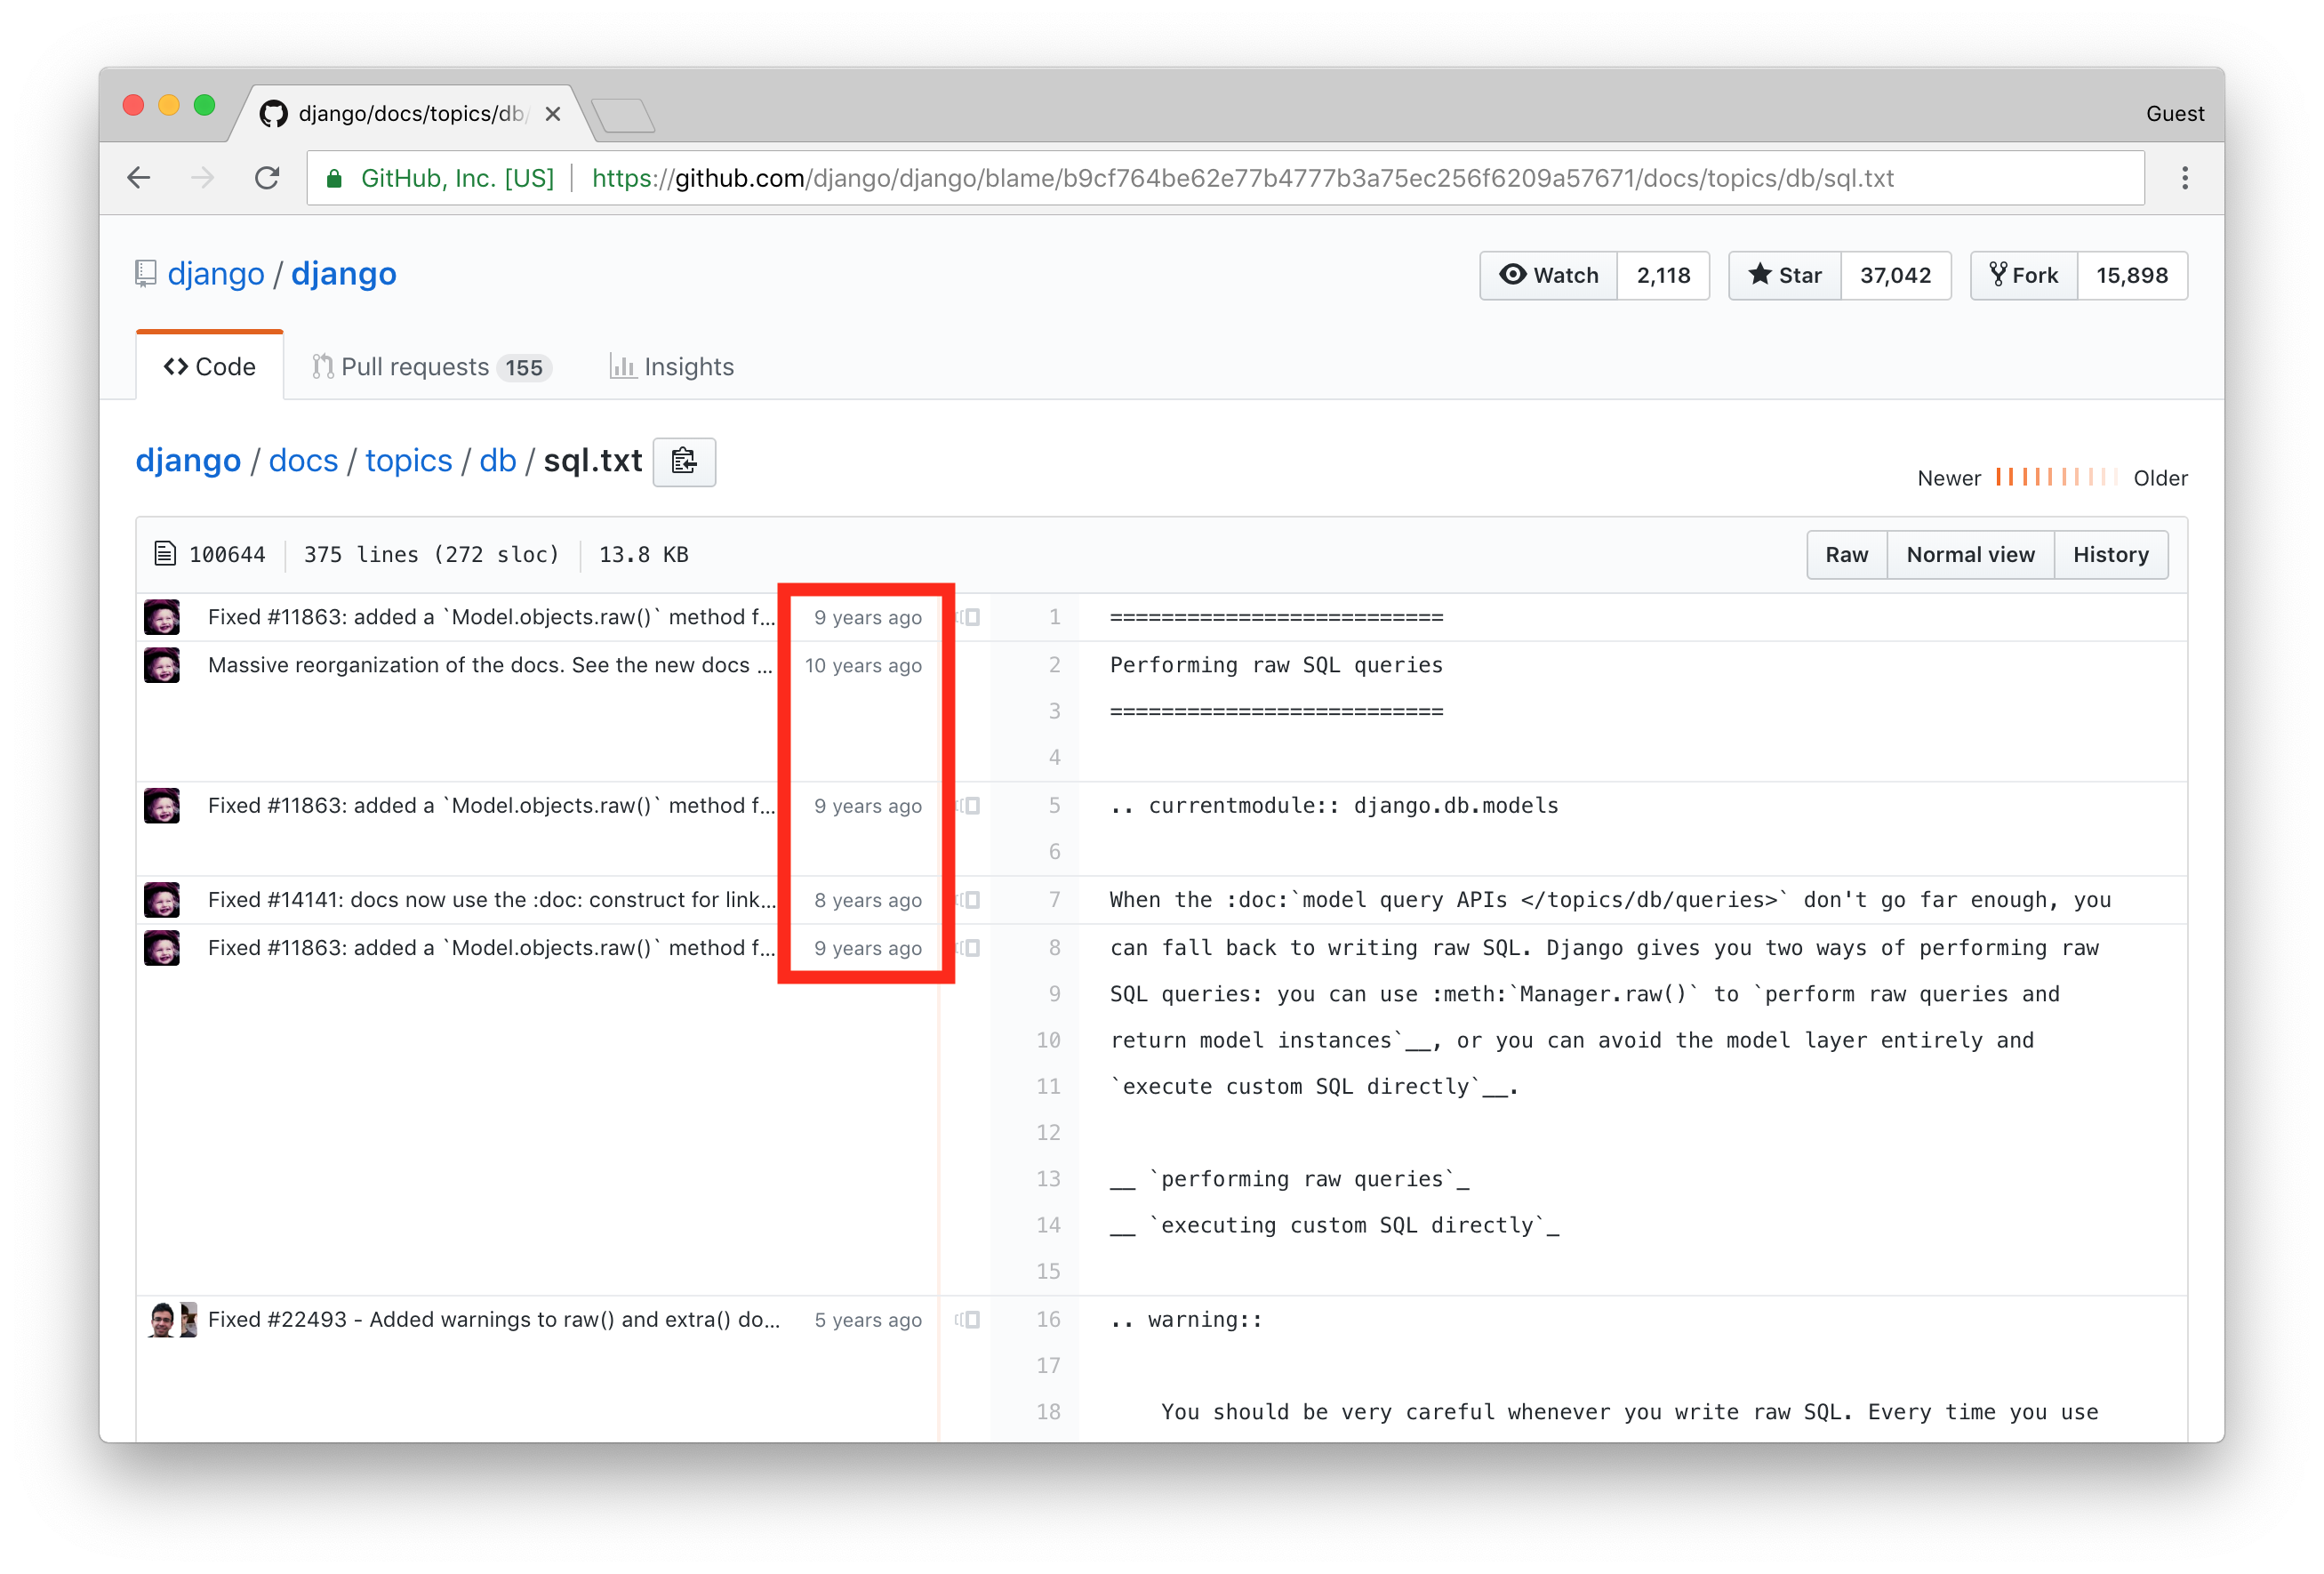 django/docs/topics/db/
Guest
GitHub, Inc. [US] https://github.com/django/django/blame/b9cf764be62e77b4777b3a75ec256f6209a57671/docs/topics/db/sql.txt
django / django
Watch 2,118 Star 37,042 Fork 15,898
Code Pull requests 155 Insights
django / docs / topics / db / sql.txt
Newer Older
100644 375 lines (272 sloc) 13.8 KB Raw Normal view History
Fixed #11863: added a `Model.objects.raw()` method f... 9 years ago 1 ==========================
Massive reorganization of the docs. See the new docs ... 10 years ago 2 Performing raw SQL queries
3 ==========================
4
Fixed #11863: added a `Model.objects.raw()` method f... 9 years ago 5 .. currentmodule:: django.db.models
6
Fixed #14141: docs now use the :doc: construct for link... 8 years ago 7 When the :doc:`model query APIs </topics/db/queries>` don't go far enough, you
Fixed #11863: added a `Model.objects.raw()` method f... 9 years ago 8 can fall back to writing raw SQL. Django gives you two ways of performing raw
9 SQL queries: you can use :meth:`Manager.raw()` to `perform raw queries and
10 return model instances`__, or you can avoid the model layer entirely and
11 `execute custom SQL directly`__.
12
13 __ `performing raw queries`_
14 __ `executing custom SQL directly`_
15
Fixed #22493 - Added warnings to raw() and extra() do... 5 years ago 16 .. warning::
17
18 You should be very careful whenever you write raw SQL. Every time you use